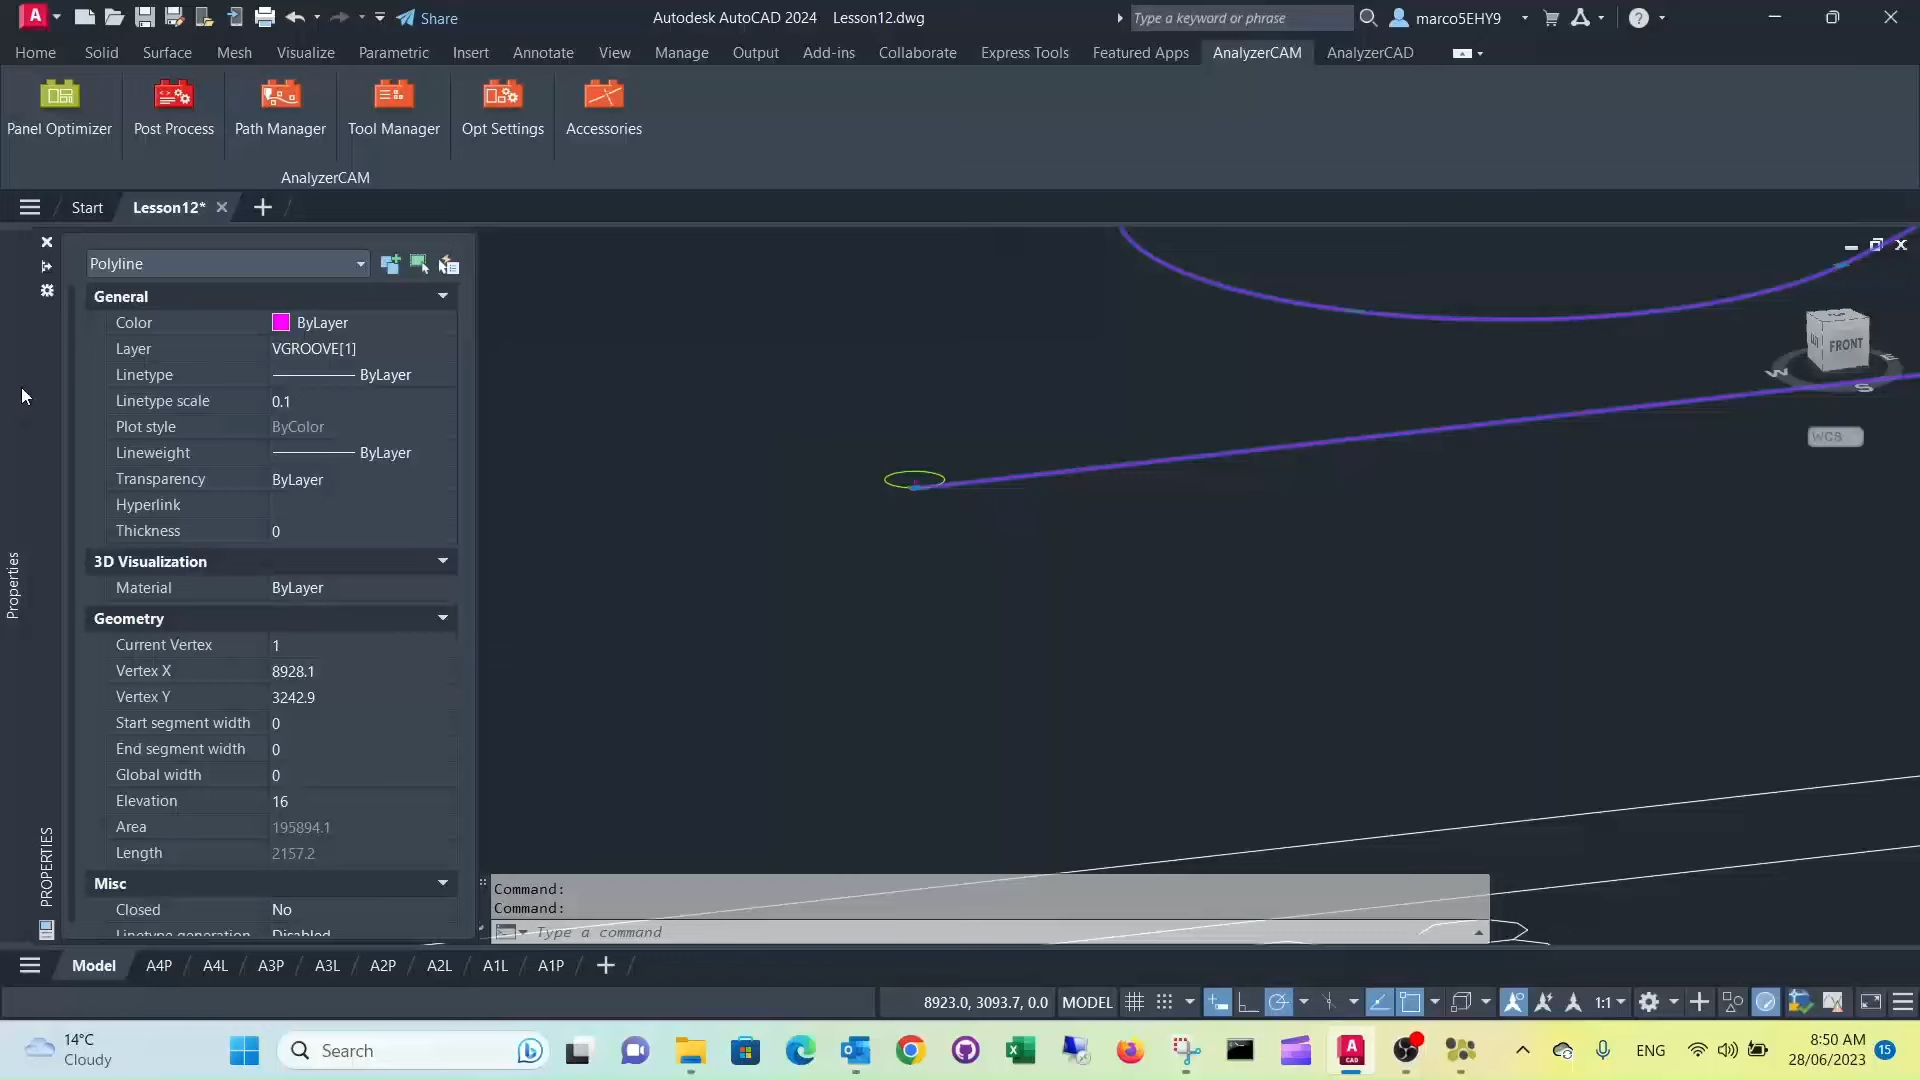 Share
Autodesk AutoCAD 2024 Lesson12.dwg
Type a keyword or phrase
marco5EHY9
Home Solid Surface Mesh Visualize Parametric Insert Annotate View Manage Output Add-ins Collaborate Express Tools Featured Apps AnalyzerCAM AnalyzerCAD
Panel Optimizer Post Process Path Manager Tool Manager Opt Settings Accessories
AnalyzerCAM
Start Lesson12*
Polyline
General
Color ByLayer
Layer VGROOVE[1]
Linetype ByLayer
Linetype scale 0.1
Plot style ByColor
Lineweight ByLayer
Transparency ByLayer
Hyperlink
Thickness 0
3D Visualization
Material ByLayer
Geometry
Current Vertex 1
Vertex X 8928.1
Vertex Y 3242.9
Start segment width 0
End segment width 0
Global width 0
Elevation 16
Area 195894.1
Length 2157.2
Misc
Closed No
Linetype generation Disabled
Properties
PROPERTIES
FRONT
W
S
E
WCS
Command:
Command:
Type a command
Model A4P A4L A3P A3L A2P A2L A1L A1P
8923.0, 3093.7, 0.0 MODEL 1:1
14°C
Cloudy
Search
ENG
8:50 AM
28/06/2023
15